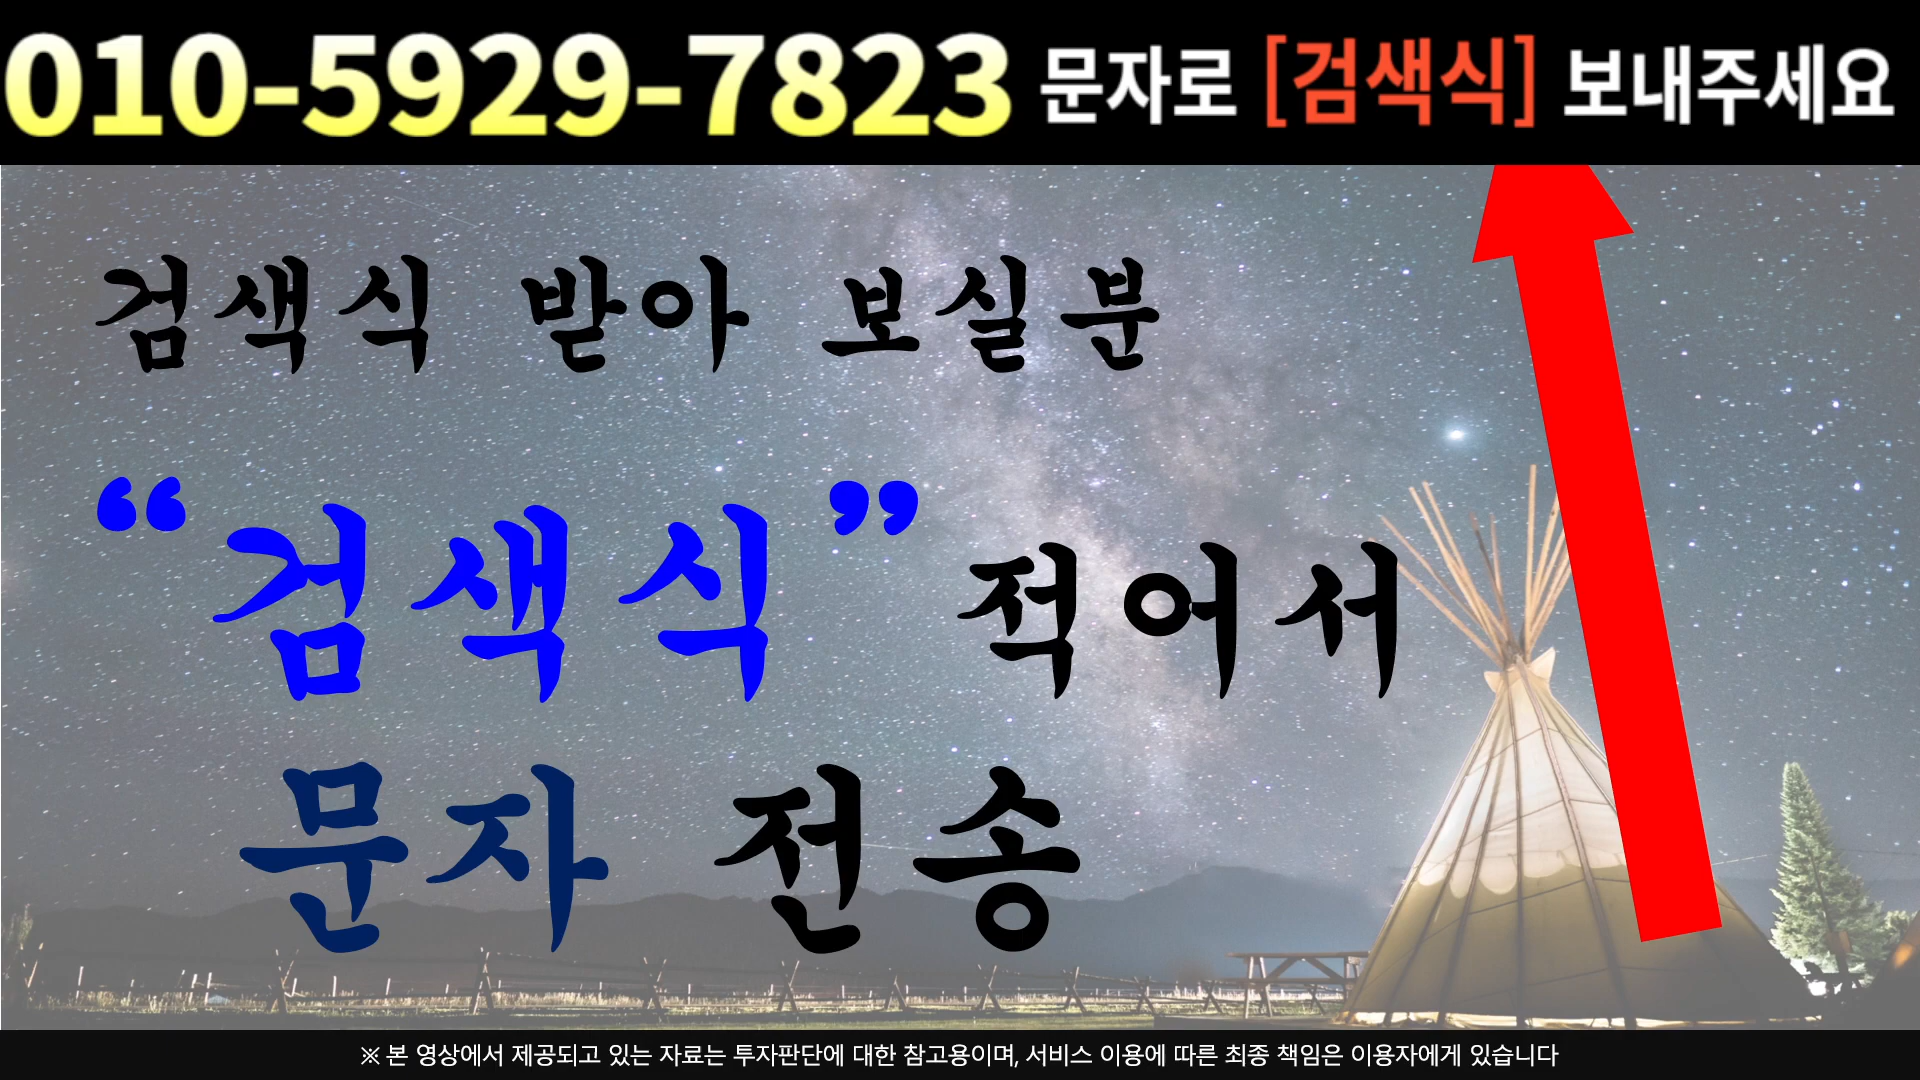 010-5929-7823 문자로 [검색식] 보내주세요
검색식 받아 보실분
“검색식” 적어서
문자 전송
※ 본 영상에서 제공되고 있는 자료는 투자판단에 대한 참고용이며, 서비스 이용에 따른 최종 책임은 이용자에게 있습니다